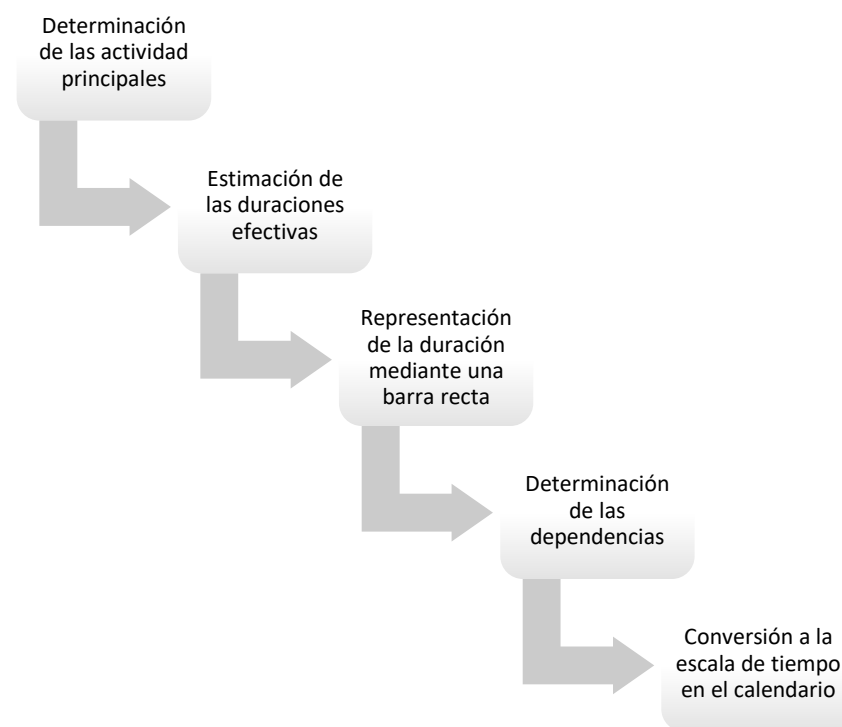 Determinación
de las actividad
principales
Estimación de
las duraciones
efectivas
Representación
de la duración
mediante una
barra recta
Determinación
de las
dependencias
Conversión a la
escala de tiempo
en el calendario